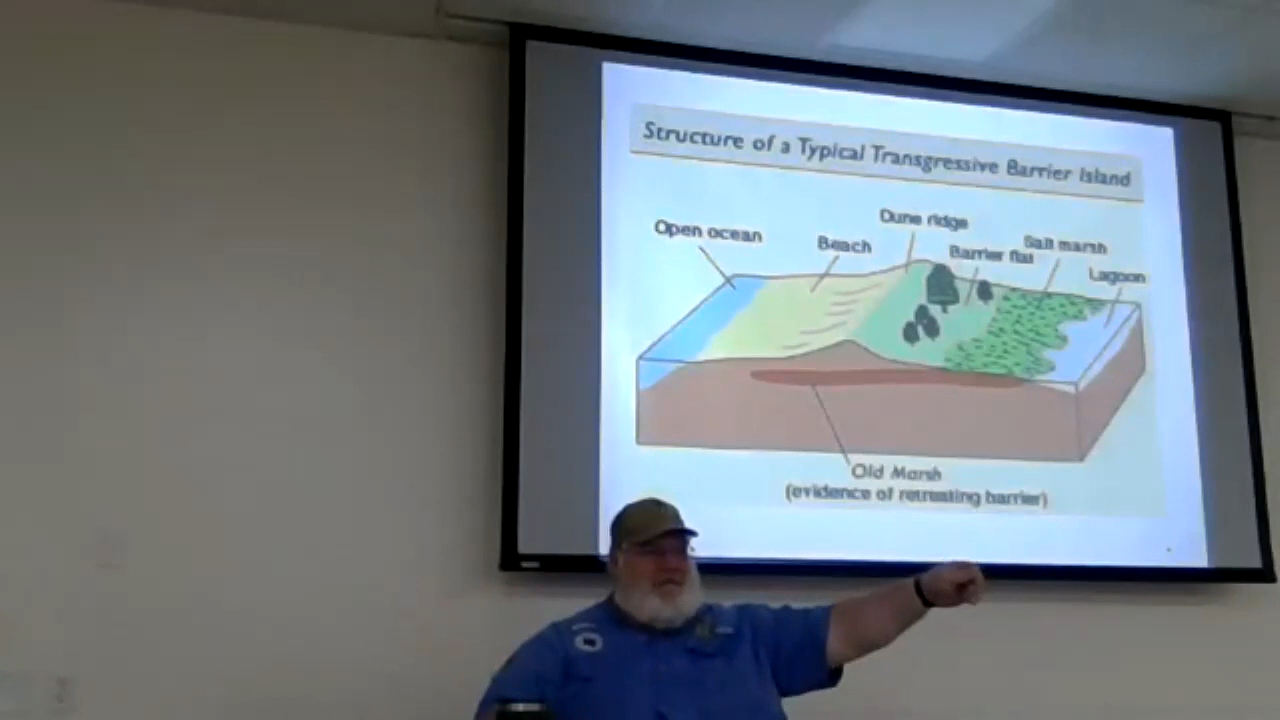 Structure of a Typical Transgressive Barrier Island
Dune ridge
Open ocean
Beach
Barrier flat
Salt marsh
Lagoon
Old Marsh
(evidence of retreating barrier)